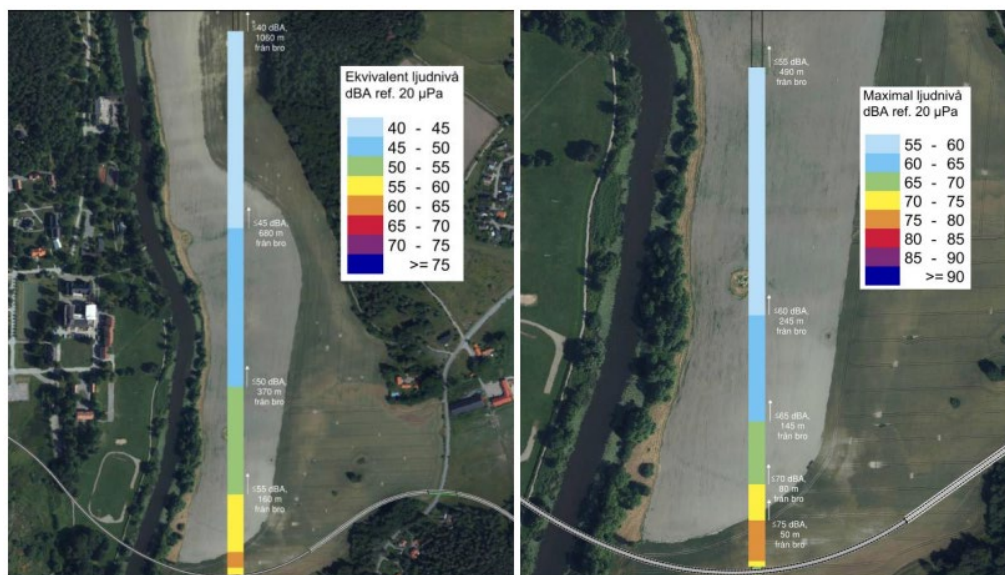 ≤40 dBA,
1050 m
från bro
Ekvivalent ljudnivå
dBA ref. 20 µPa
40 - 45
45 - 50
50 - 55
55 - 60
60 - 65
65 - 70
70 - 75
>= 75
≤45 dBA,
680 m
från bro
≤50 dBA,
370 m
från bro
≤55 dBA,
160 m
från bro
≤55 dBA,
490 m
från bro
Maximal ljudnivå
dBA ref. 20 µPa
55 - 60
60 - 65
65 - 70
70 - 75
75 - 80
80 - 85
85 - 90
>= 90
≤60 dBA,
245 m
från bro
≤65 dBA,
145 m
från bro
≤70 dBA,
80 m
från bro
≤75 dBA,
50 m
från bro